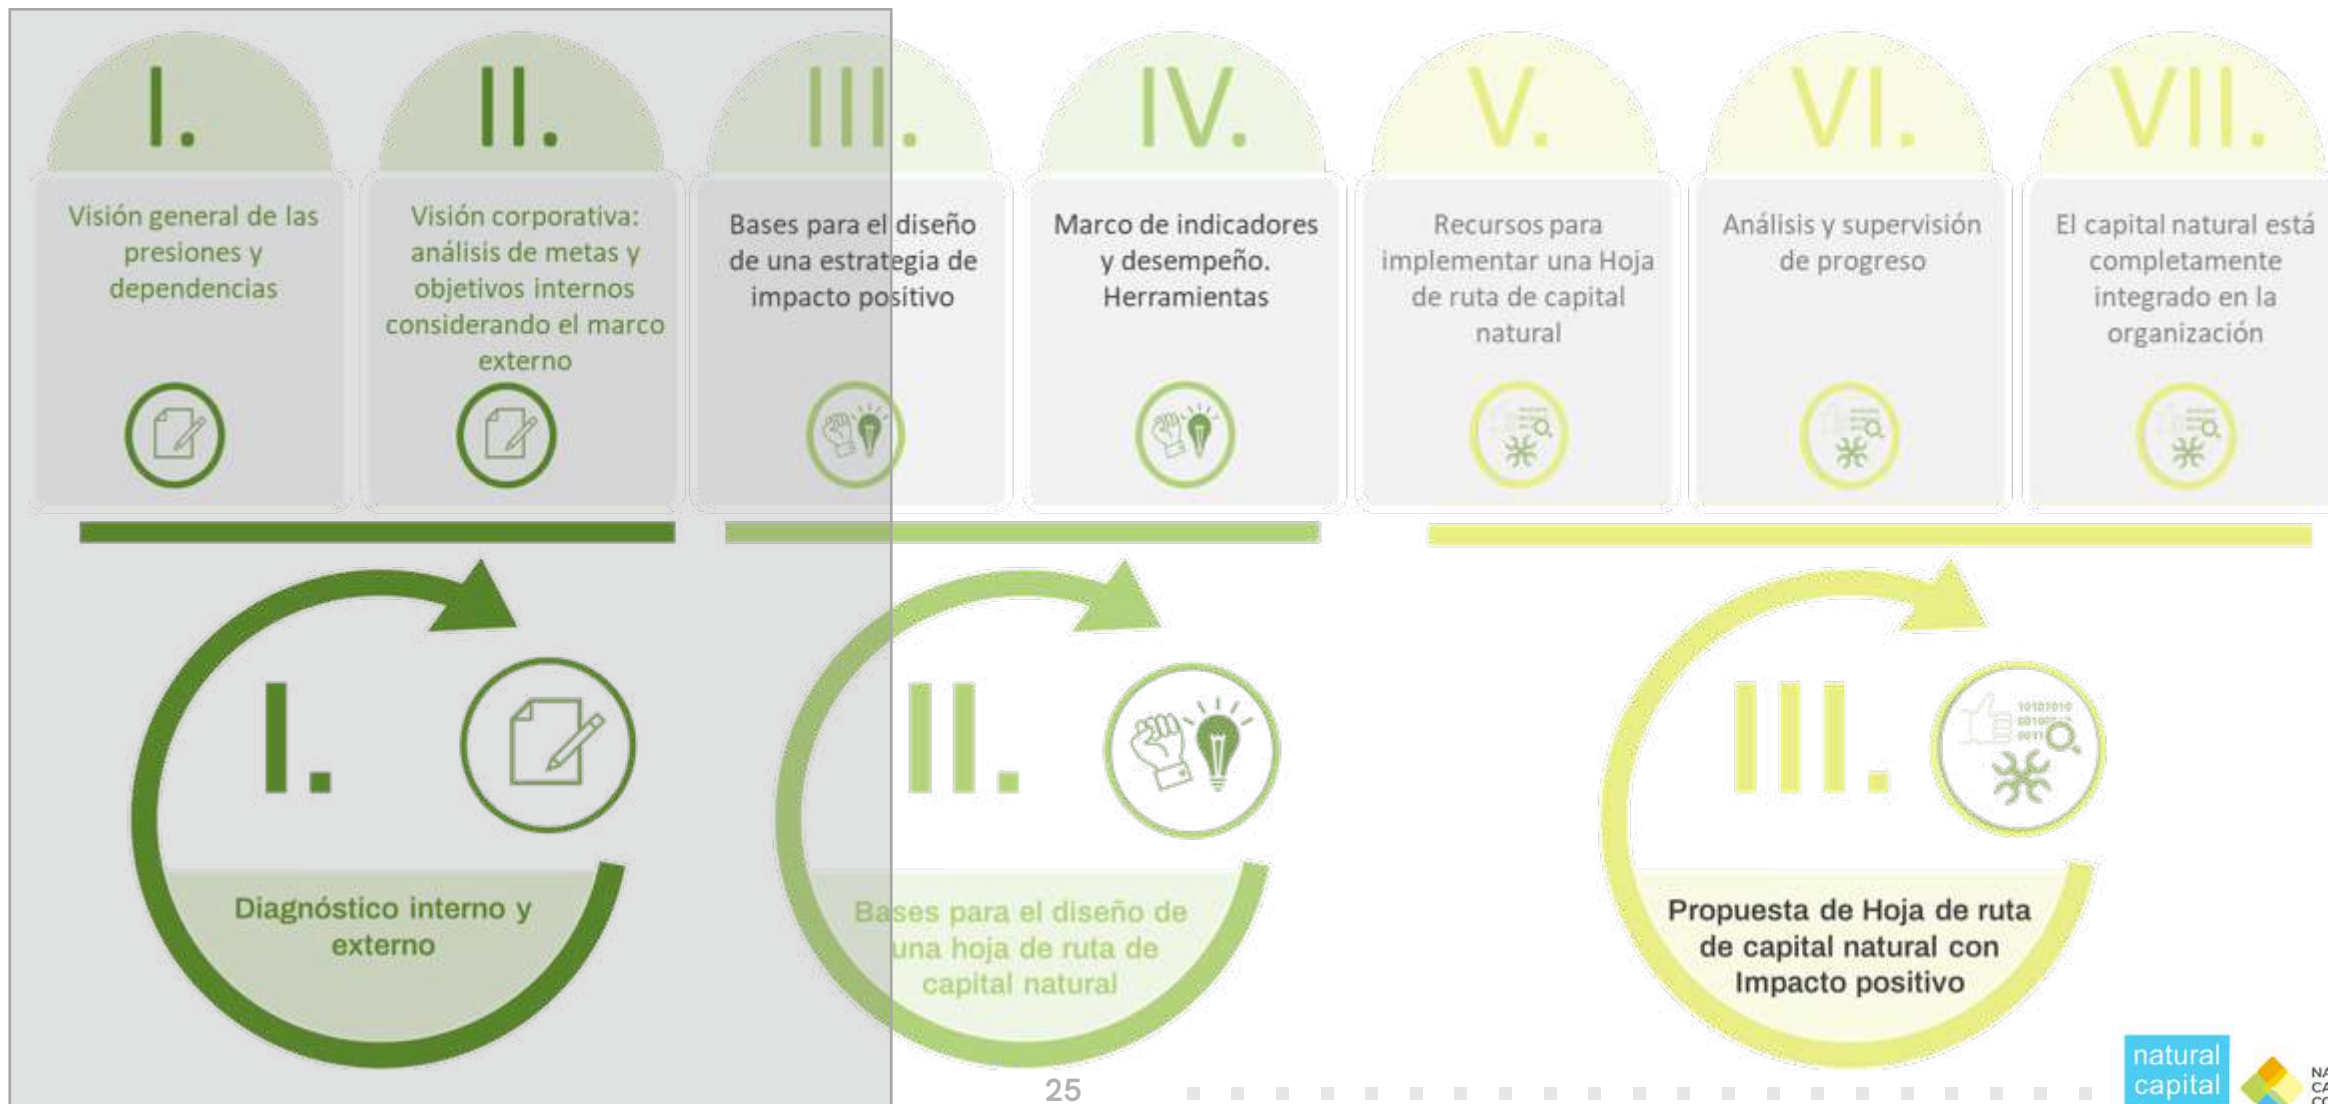 I.
Visión general de las
presiones y
dependencias
II.
Visión corporativa:
análisis de metas y
objetivos internos
considerando el marco
externo
III.
Bases para el diseño
de una estrategia de
impacto positivo
IV.
Marco de indicadores
y desempeño.
Herramientas
V.
Recursos para
implementar una Hoja
de ruta de capital
natural
VI.
Análisis y supervisión
de progreso
VII.
El capital natural está
completamente
integrado en la
organización
I.
Diagnóstico interno y
externo
II.
Bases para el diseño de
una hoja de ruta de
capital natural
III.
10101010
Propuesta de Hoja de ruta
de capital natural con
Impacto positivo
25
natural
capital